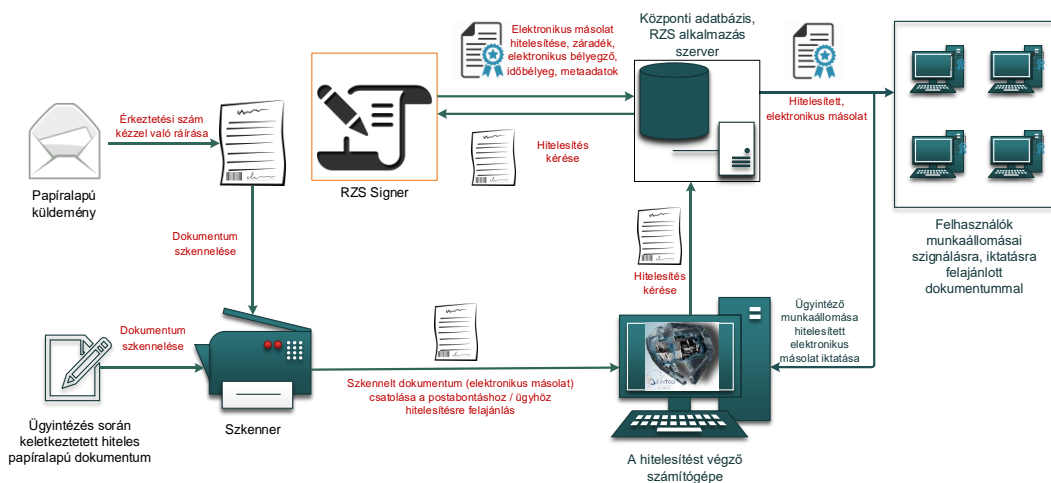 Elektronikus másolat
hitelesítése, záradék,
elektronikus bélyegző,
időbélyeg, metaadatok
Központi adatbázis,
RZS alkalmazás
szerver
Érkeztetési szám
kézzel való ráírása
Hitelesített,
elektronikus másolat
Hitelesítés
kérése
Papíralapú
küldemény
RZS Signer
Felhasználók
munkaállomásai
szignálásra, iktatásra
felajánlott
dokumentummal
Dokumentum
szkennelése
Hitelesítés
kérése
Ügyintéző
munkaállomása
hitelesített
elektronikus
másolat iktatása
Dokumentum
szkennelése
certop
Szkennelt dokumentum (elektronikus másolat)
csatolása a postabontáshoz / ügyhöz
hitelesítésre felajánlás
Ügyintézés során
keletkeztetett hiteles
papíralapú dokumentum
Szkenner
A hitelesítést végző
számítógépe